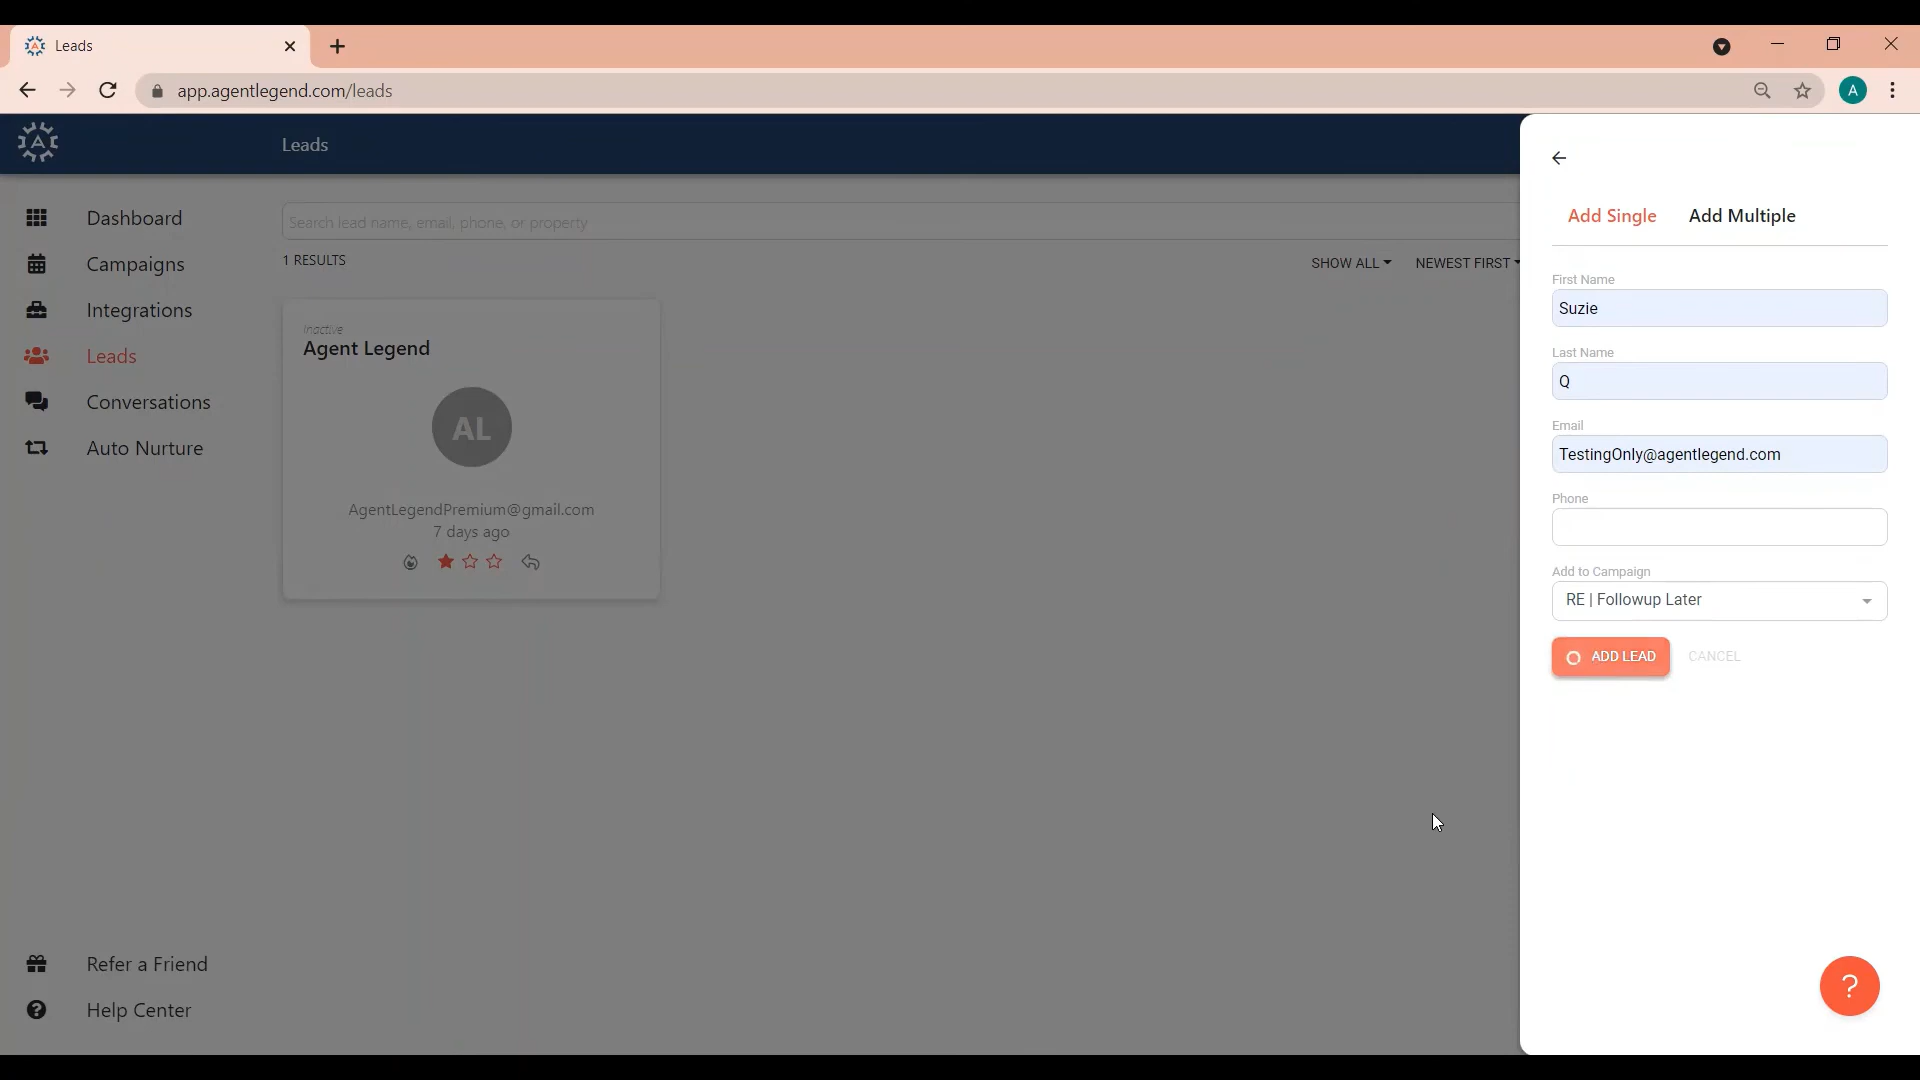 Leads
app.agentlegend.com/leads
A
A
Leads
Dashboard
Campaigns
Integrations
Leads
Conversations
Auto Nurture
Refer a Friend
Help Center
Search lead name, email, phone, or property
1 RESULTS
SHOW ALL
NEWEST FIRST
Inactive
Agent Legend
AL
AgentLegendPremium@gmail.com
7 days ago
Add Single
Add Multiple
First Name
Suzie
Last Name
Q
Email
TestingOnly@agentlegend.com
Phone
Add to Campaign
RE | Followup Later
ADD LEAD
CANCEL
?